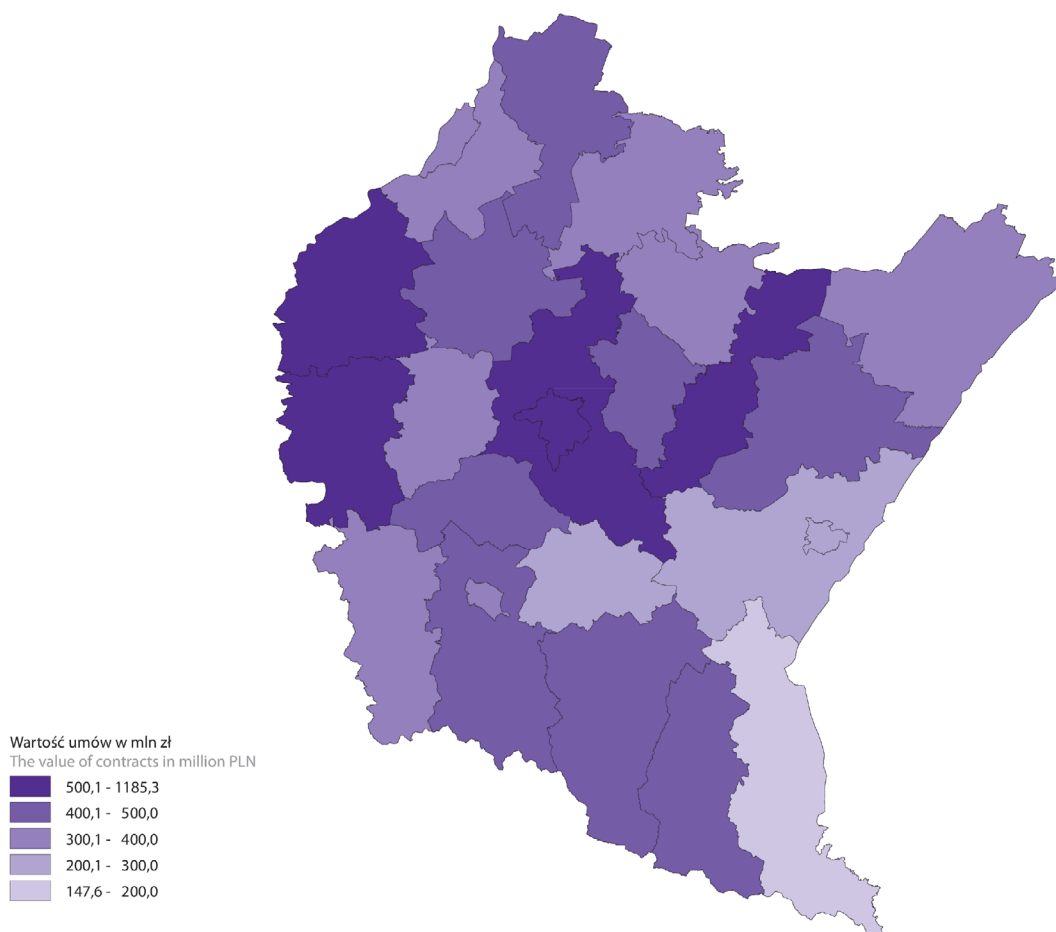 Wartość umów w mln zł
The value of contracts in million PLN
500,1 - 1185,3
400,1 - 500,0
300,1 - 400,0
200,1 - 300,0
147,6 - 200,0